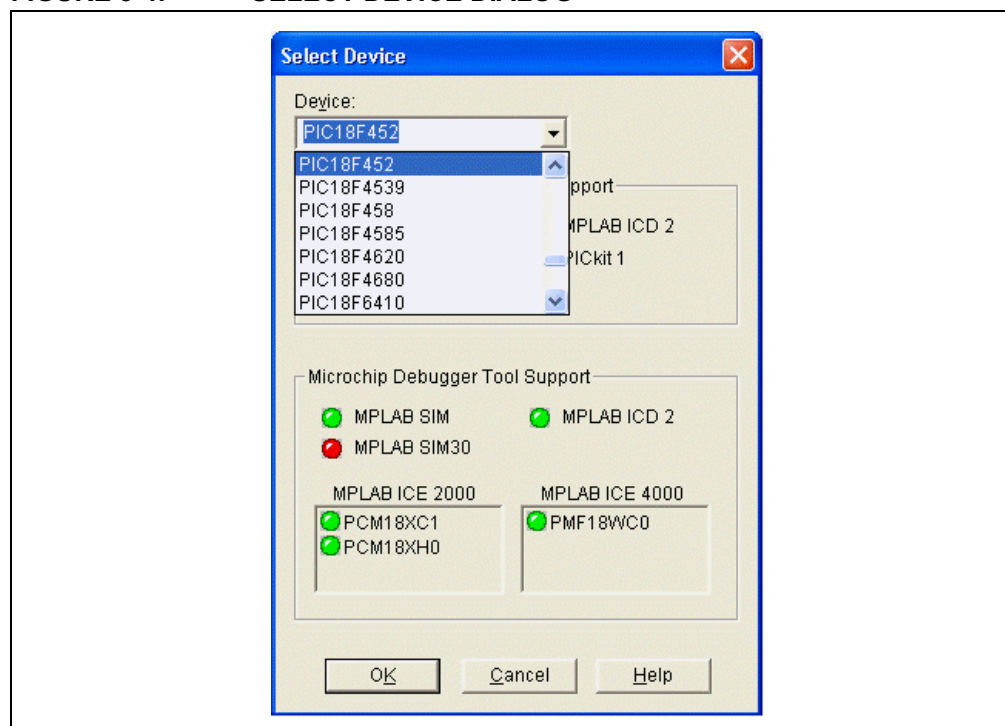 Select Device
Device:
PIC18F452
PIC18F452
PIC18F4539
PIC18F458
PIC18F4585
PIC18F4620
PIC18F4680
PIC18F6410
pport
MPLAB ICD 2
PICkit 1
Microchip Debugger Tool Support
MPLAB SIM MPLAB ICD 2
MPLAB SIM30
MPLAB ICE 2000 MPLAB ICE 4000
PCM18XC1 PMF18WC0
PCM18XH0
OK Cancel Help